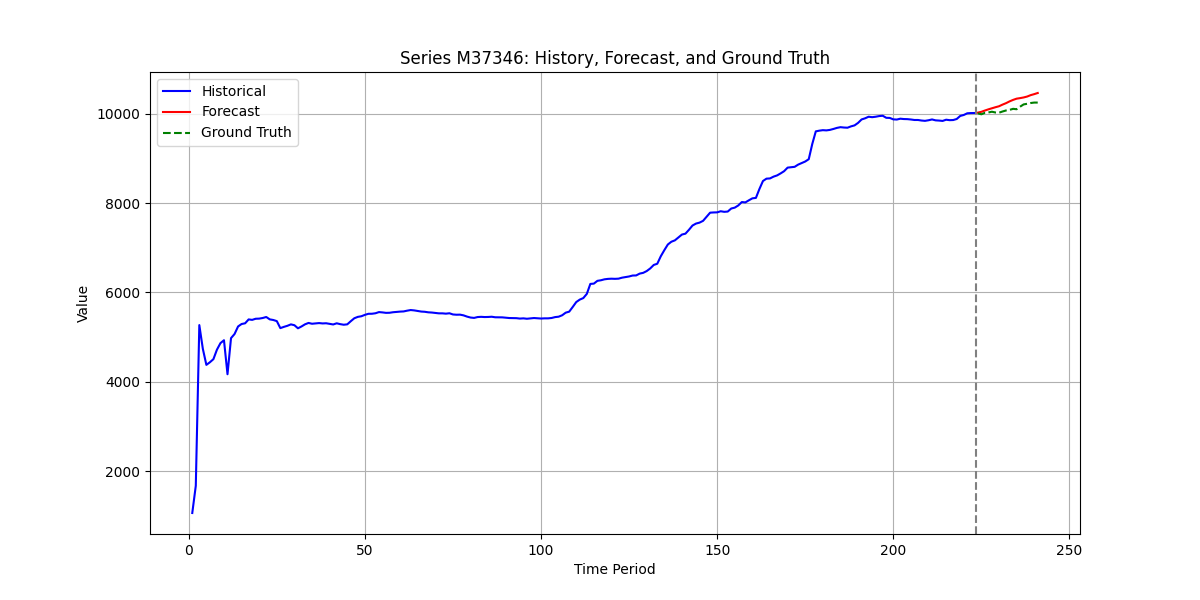 Series M37346: History, Forecast, and Ground Truth
Historical
Forecast
Ground Truth
10000
8000
6000
4000
2000
Value
0 50 100 150 200 250
Time Period